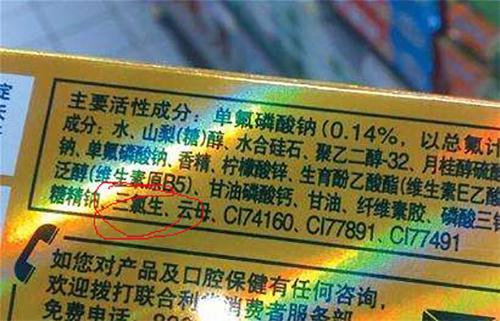 主要活性成分：单氟磷酸钠(0.14%，以总氟计
成分：水、山梨(糖)醇、水合硅石、聚乙二醇-32、月桂醇硫酸
钠、单氟磷酸钠、香精、柠檬酸锌、生育酚乙酸酯(维生素E乙酸
泛醇(维生素原B5)、甘油磷酸钙、甘油、纤维素胶、磷酸三
糖精钠、三氯生、云母、CI74160、CI77891、CI77491
如您对产品及口腔保健有任何咨询，
欢迎拨打联合利华消费者服务部
免费电话：